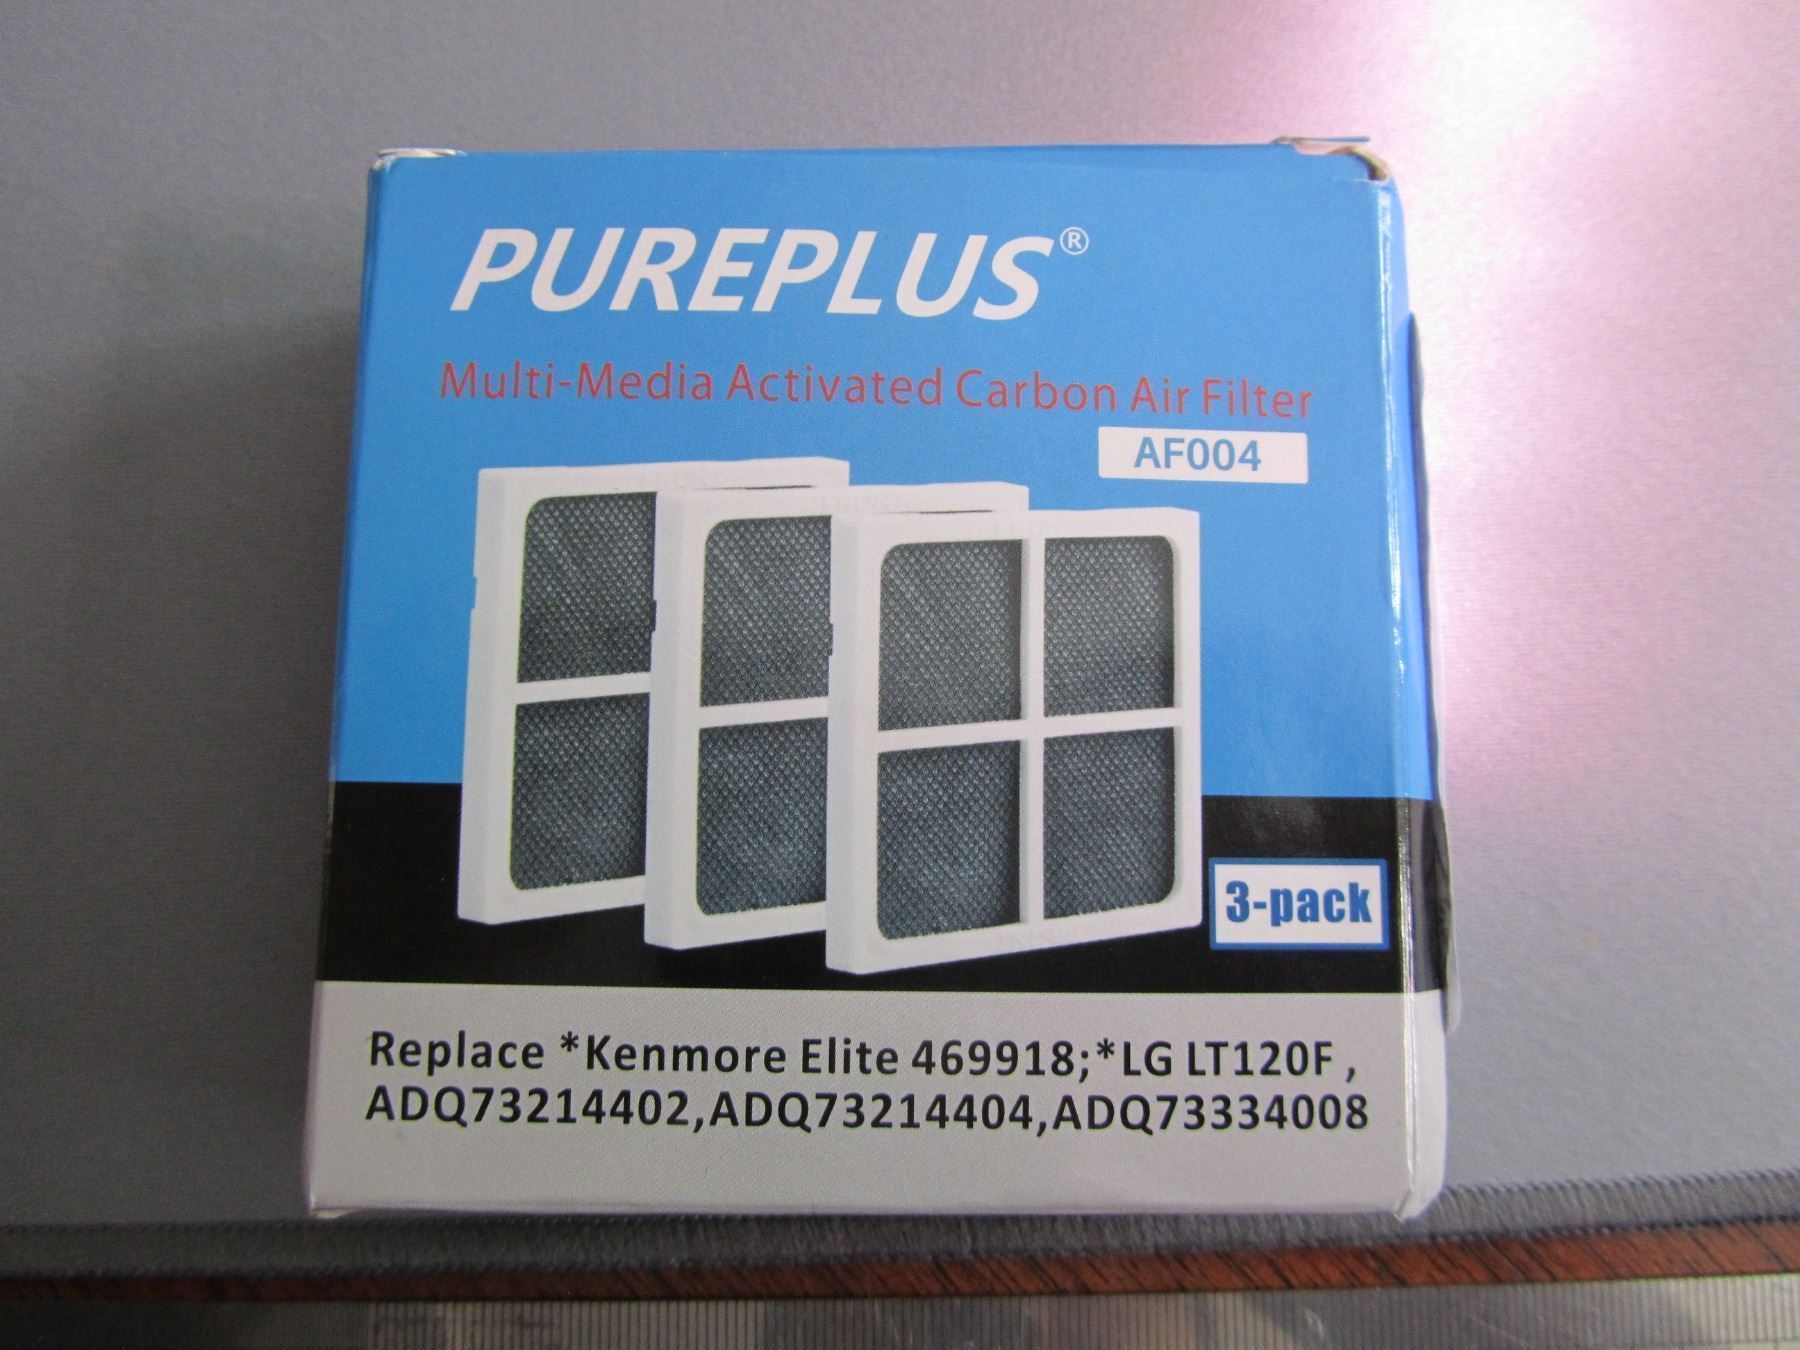 PUREPLUS®
Multi-Media Activated Carbon Air Filter
AF004
3-pack
Replace *Kenmore Elite 469918;*LG LT120F ,
ADQ73214402,ADQ73214404,ADQ73334008